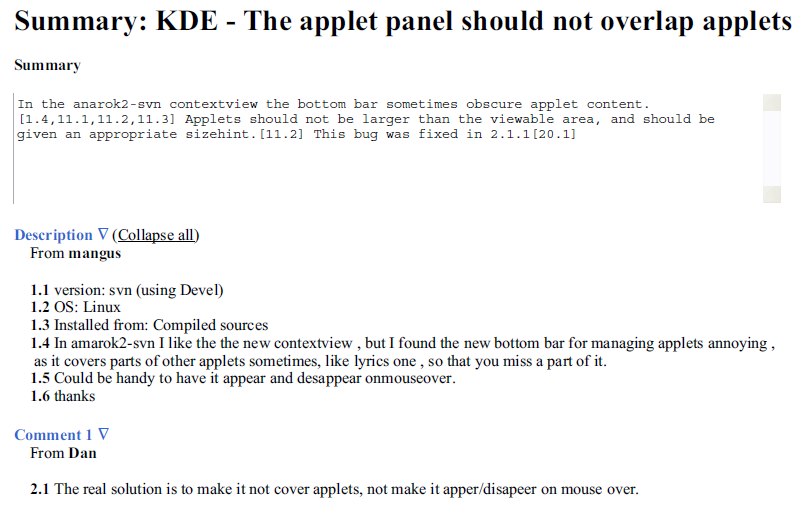 Summary: KDE - The applet panel should not overlap applets
Summary
In the anarok2-svn contextview the bottom bar sometimes obscure applet content.
[1.4,11.1,11.2,11.3] Applets should not be larger than the viewable area, and should be
given an appropriate sizehint.[11.2] This bug was fixed in 2.1.1[20.1]
Description ∇ (Collapse all)
From mangus
1.1 version: svn (using Devel)
1.2 OS: Linux
1.3 Installed from: Compiled sources
1.4 In amarok2-svn I like the the new contextview , but I found the new bottom bar for managing applets annoying ,
as it covers parts of other applets sometimes, like lyrics one , so that you miss a part of it.
1.5 Could be handy to have it appear and desappear onmouseover.
1.6 thanks
Comment 1 ∇
From Dan
2.1 The real solution is to make it not cover applets, not make it apper/disapeer on mouse over.